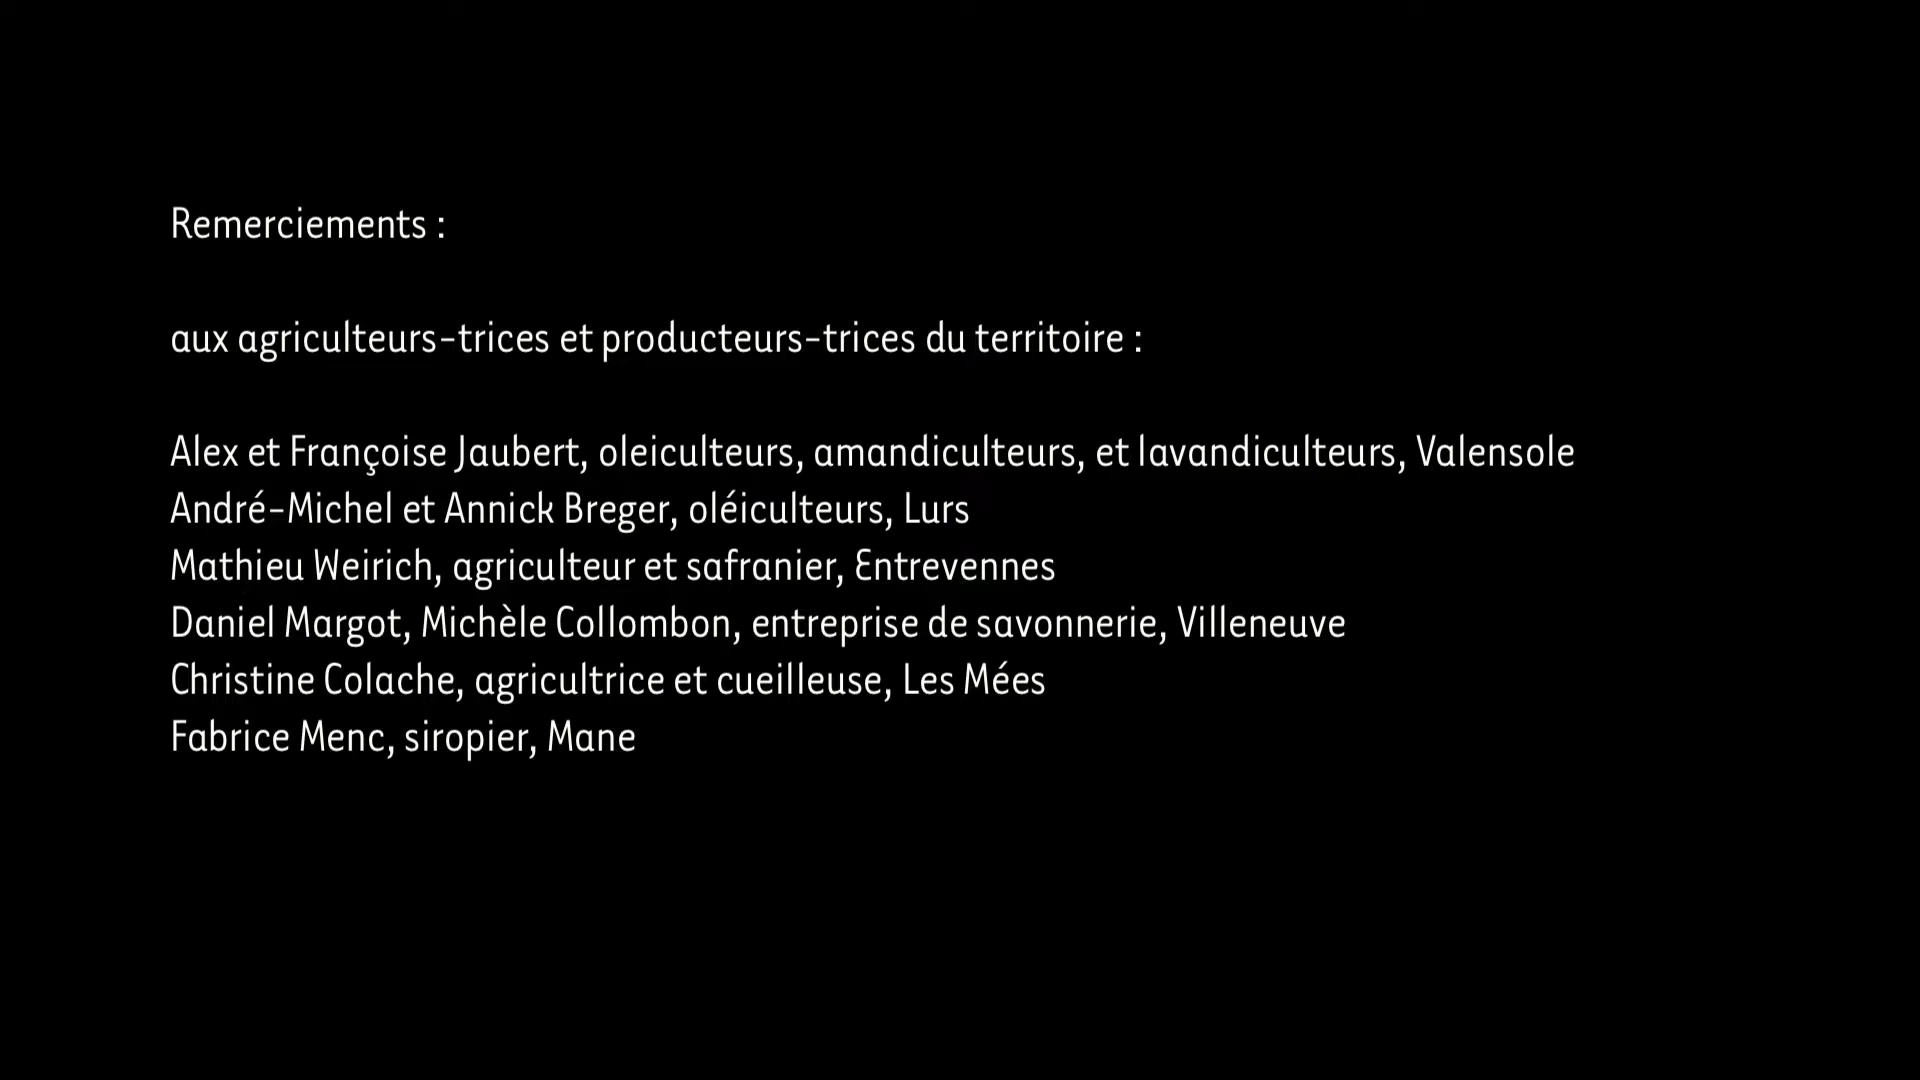 Remerciements :
aux agriculteurs-trices et producteurs-trices du territoire :
Alex et Françoise Jaubert, oleiculteurs, amandiculteurs, et lavandiculteurs, Valensole
André-Michel et Annick Breger, oléiculteurs, Lurs
Mathieu Weirich, agriculteur et safranier, Entrevennes
Daniel Margot, Michèle Collombon, entreprise de savonnerie, Villeneuve
Christine Colache, agricultrice et cueilleuse, Les Mées
Fabrice Menc, siropier, Mane